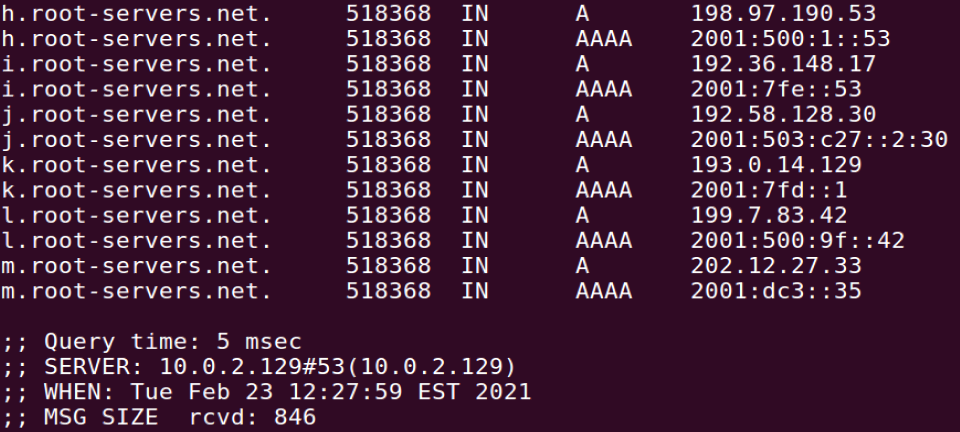 h.root-servers.net. 518368 IN A 198.97.190.53
h.root-servers.net. 518368 IN AAAA 2001:500:1::53
i.root-servers.net. 518368 IN A 192.36.148.17
i.root-servers.net. 518368 IN AAAA 2001:7fe::53
j.root-servers.net. 518368 IN A 192.58.128.30
j.root-servers.net. 518368 IN AAAA 2001:503:c27::2:30
k.root-servers.net. 518368 IN A 193.0.14.129
k.root-servers.net. 518368 IN AAAA 2001:7fd::1
l.root-servers.net. 518368 IN A 199.7.83.42
l.root-servers.net. 518368 IN AAAA 2001:500:9f::42
m.root-servers.net. 518368 IN A 202.12.27.33
m.root-servers.net. 518368 IN AAAA 2001:dc3::35
;; Query time: 5 msec
;; SERVER: 10.0.2.129#53(10.0.2.129)
;; WHEN: Tue Feb 23 12:27:59 EST 2021
;; MSG SIZE  rcvd: 846